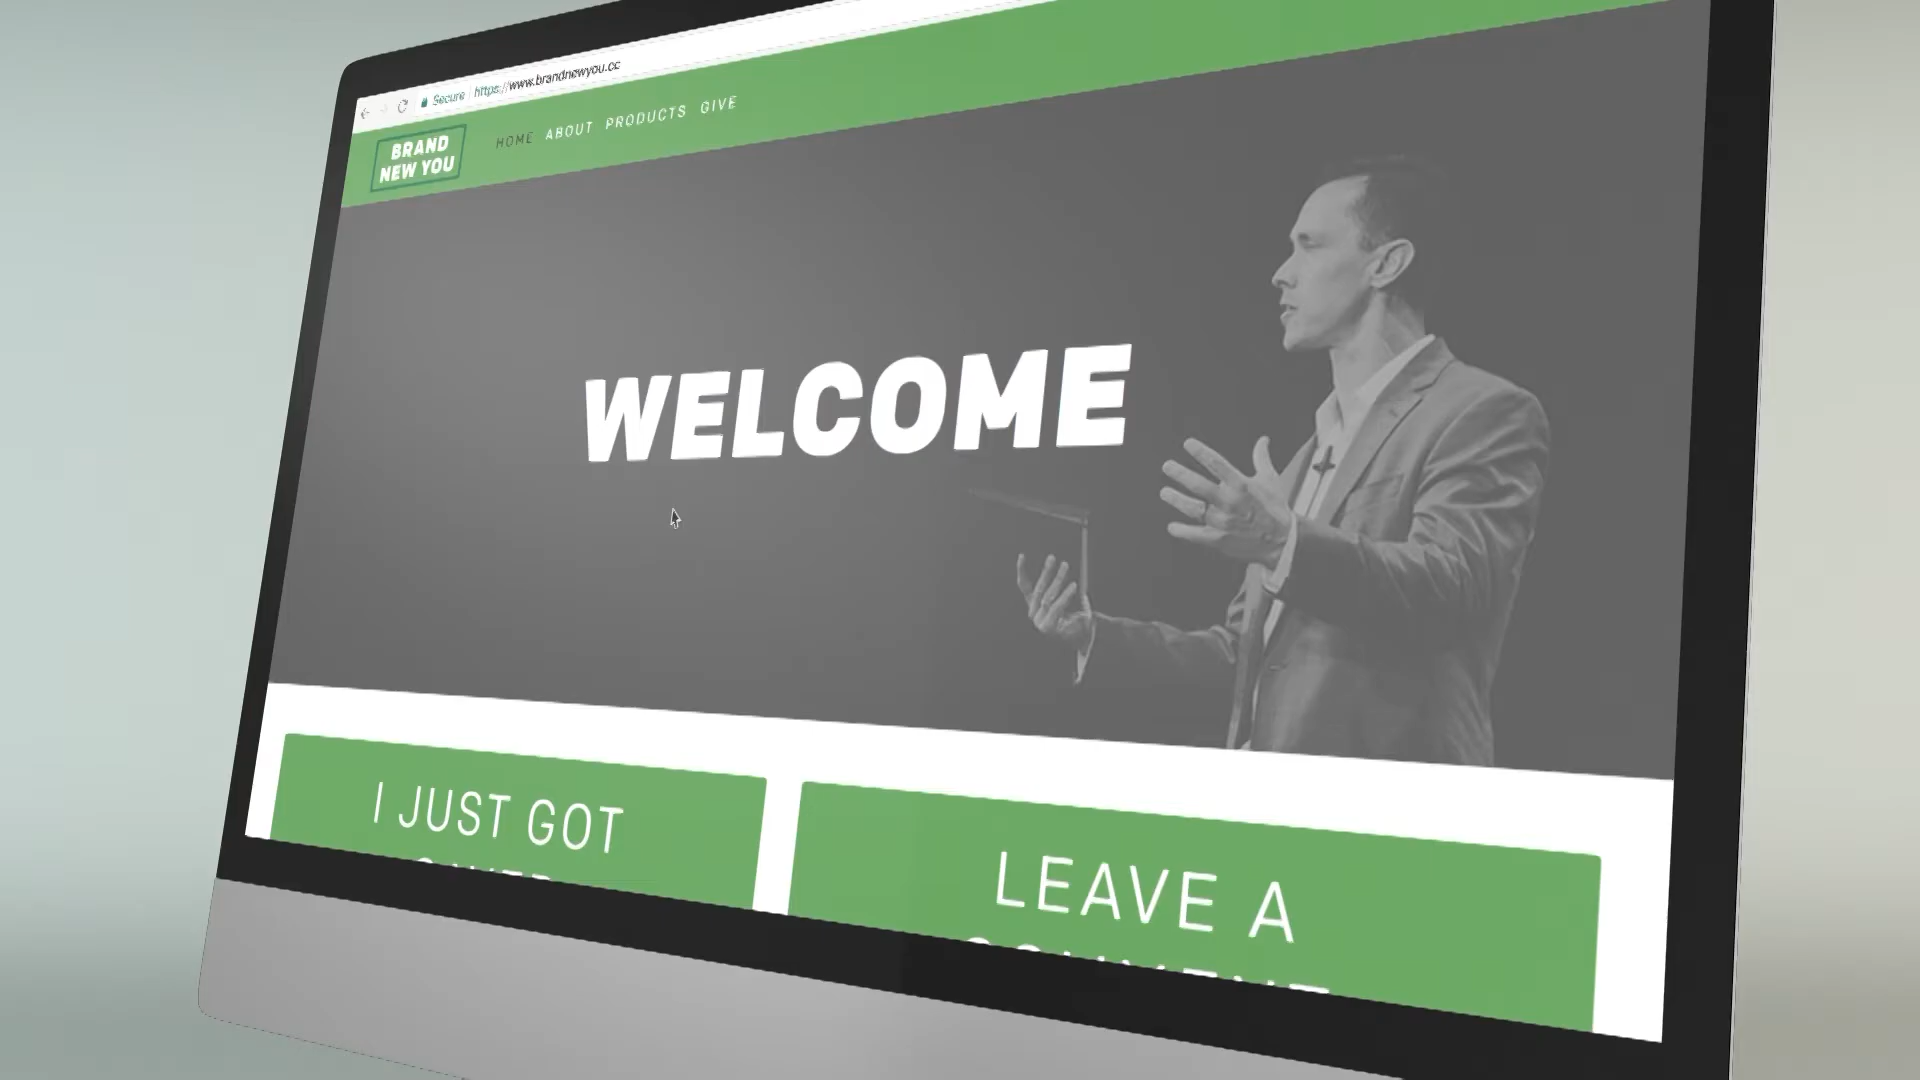 Secure https://www.brandnewyou.cc
BRAND
NEW YOU
HOME ABOUT PRODUCTS GIVE
WELCOME
I JUST GOT
LEAVE A